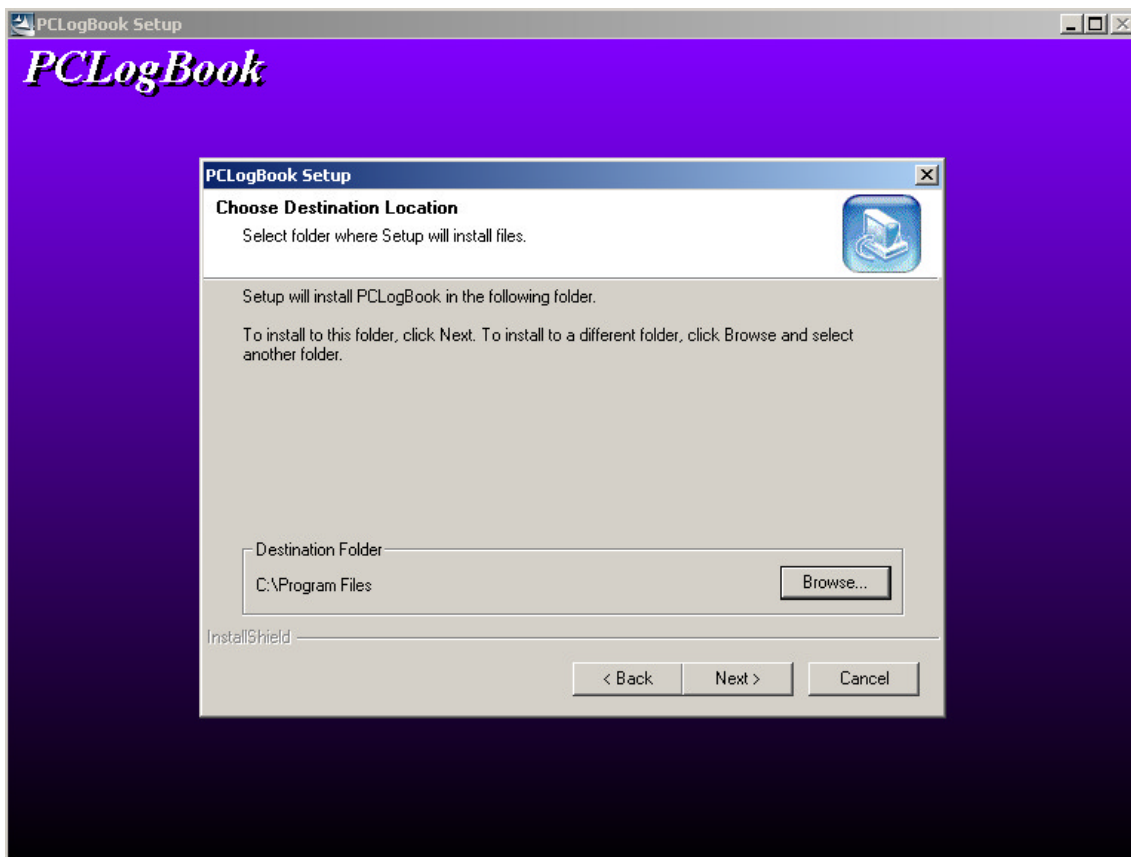 PCLogBook Setup
PCLogBook
PCLogBook Setup
Choose Destination Location
Select folder where Setup will install files.
Setup will install PCLogBook in the following folder.
To install to this folder, click Next. To install to a different folder, click Browse and select
another folder.
Destination Folder
C:\Program Files
Browse...
InstallShield
< Back
Next >
Cancel